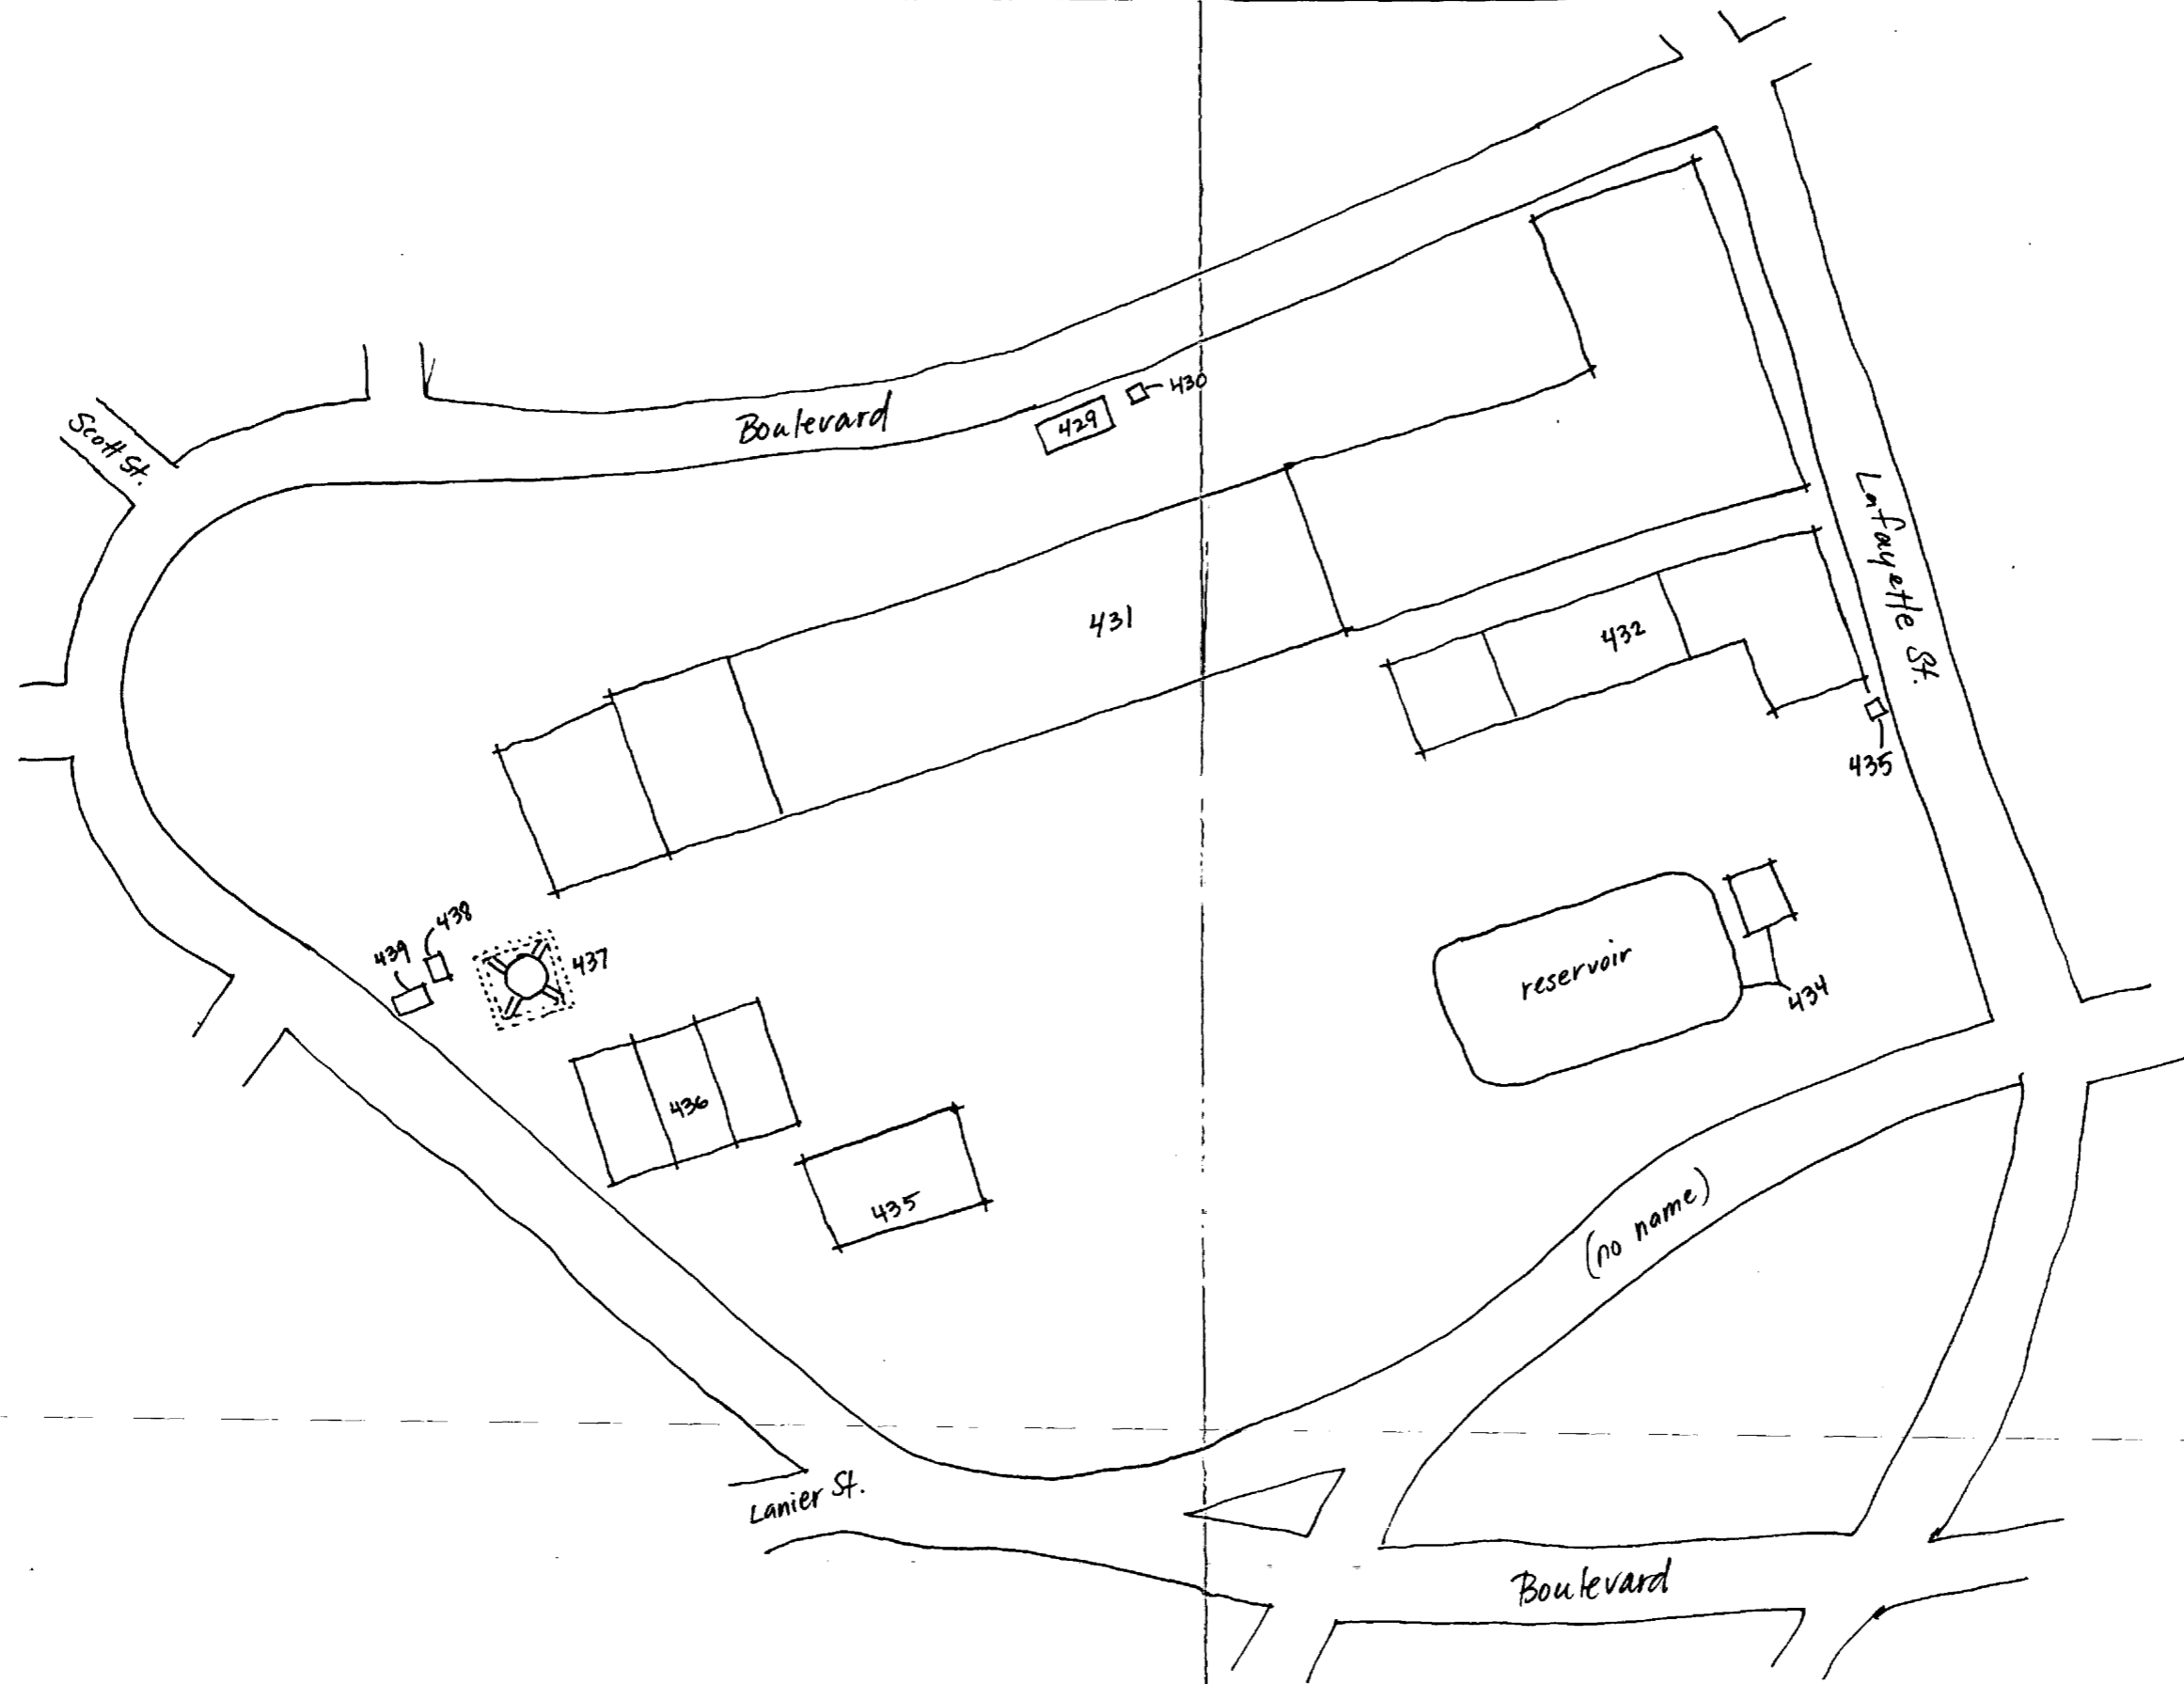 430
Boulevard
429
Scott St.
Lafayette St.
431
432
435
438
439
437
reservoir
434
436
435
(no name)
Lanier St.
Boulevard